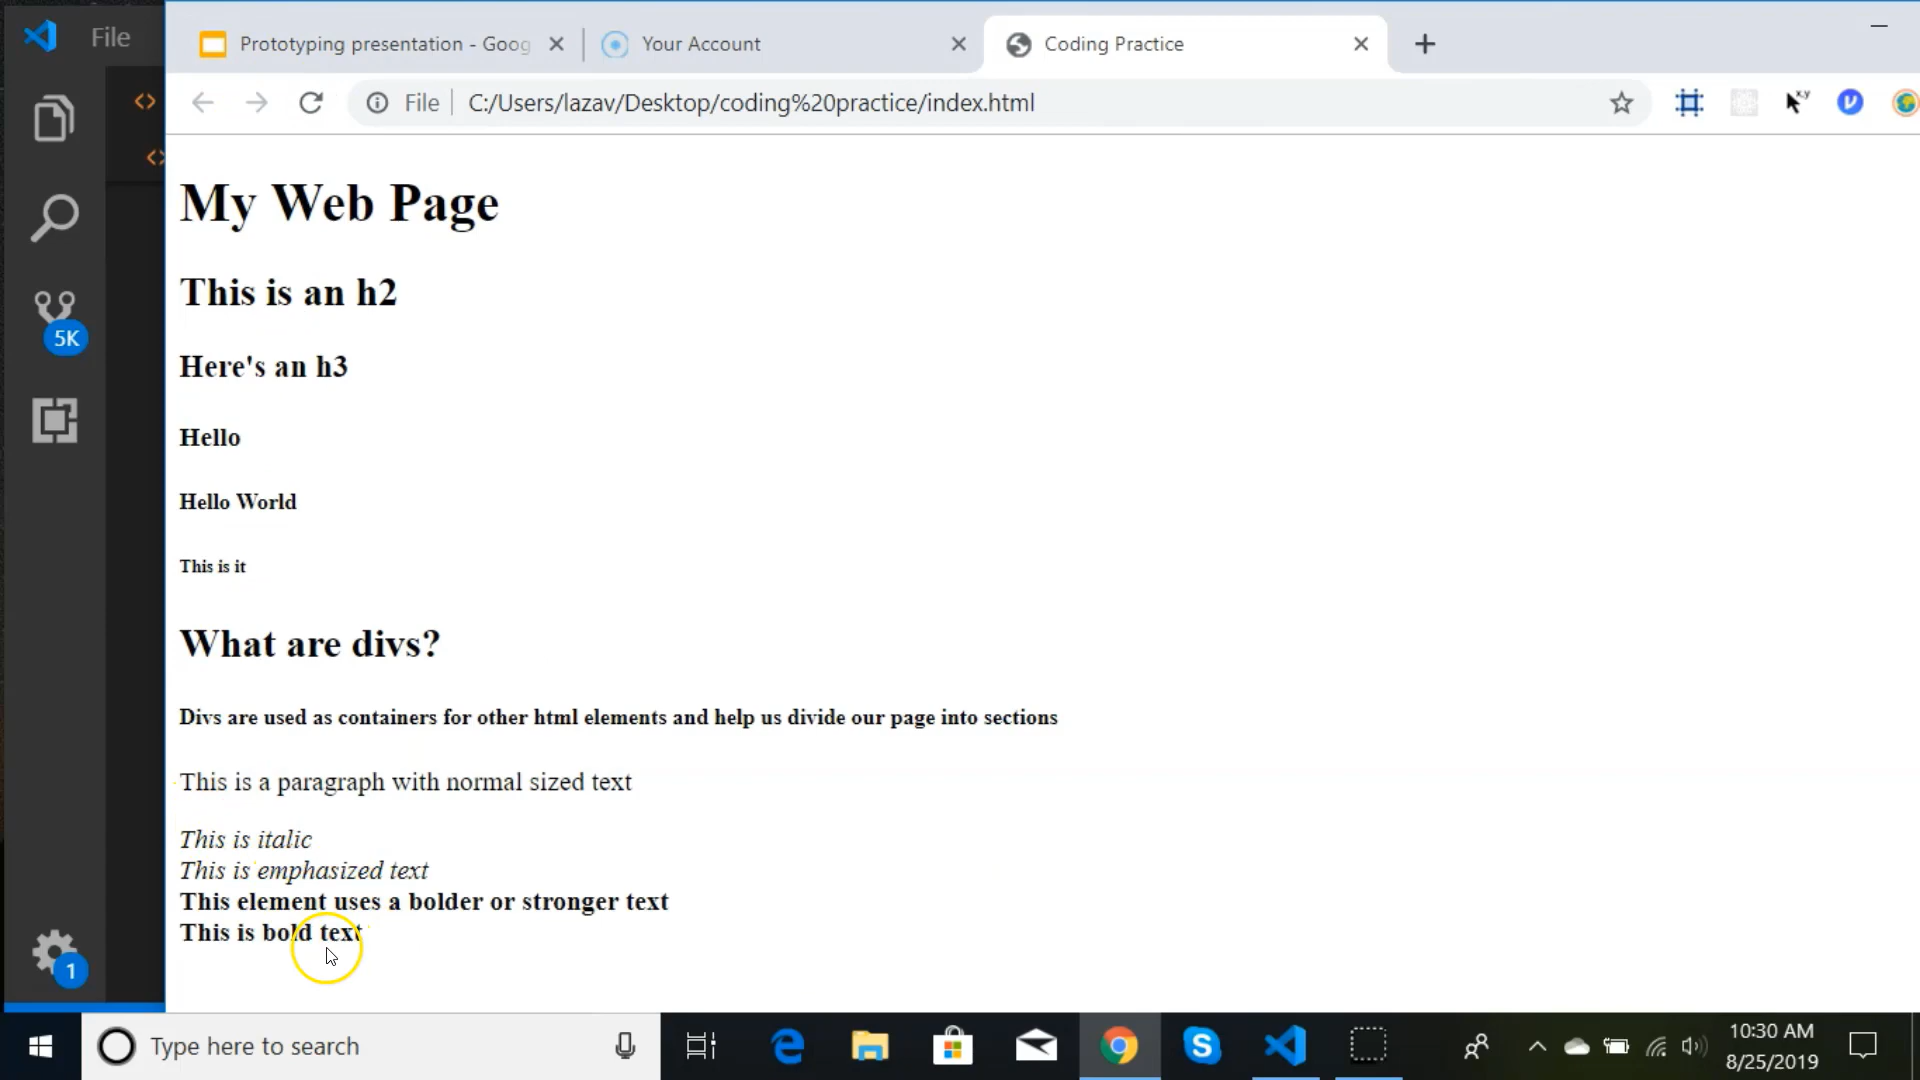 File
Prototyping presentation - Goog
Your Account
Coding Practice
File
C:/Users/lazav/Desktop/coding%20practice/index.html
x,y
My Web Page
This is an h2
5K
Here's an h3
Hello
Hello World
This is it
What are divs?
Divs are used as containers for other html elements and help us divide our page into sections
This is a paragraph with normal sized text
This is italic
This is emphasized text
This element uses a bolder or stronger text
This is bold text
1
Type here to search
10:30 AM
8/25/2019